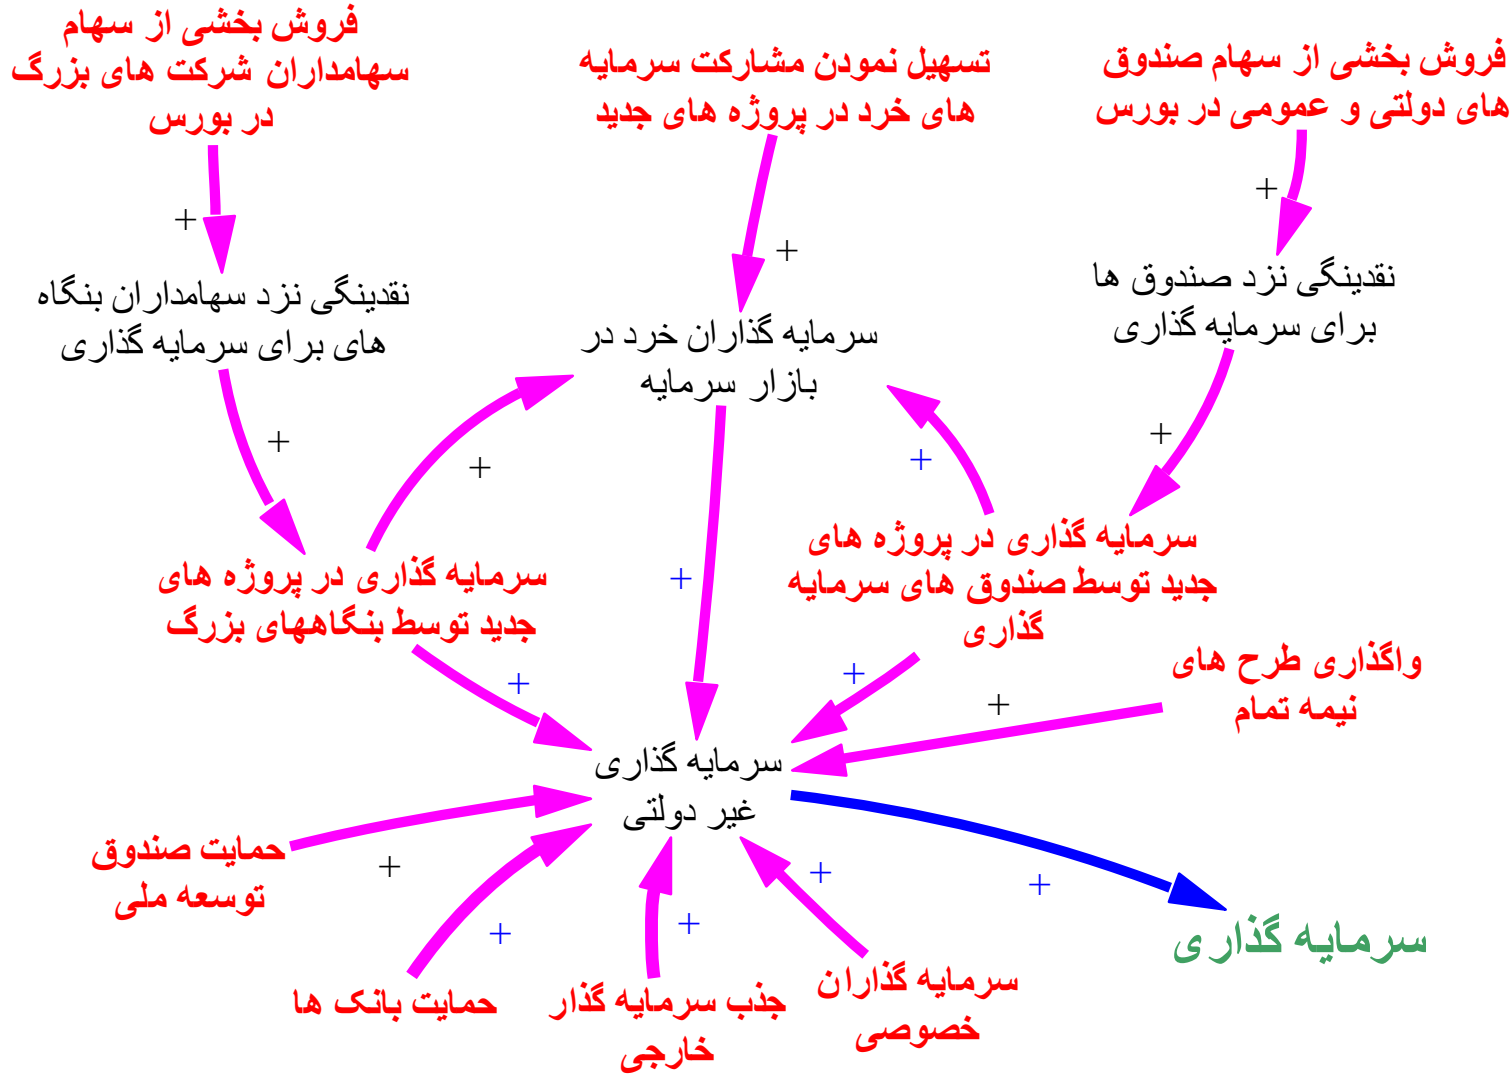 فروش بخشی از سهام صندوق
های دولتی و عمومی در بورس
تسهیل نمودن مشارکت سرمایه
های خرد در پروژه های جدید
فروش بخشی از سهام
سهامداران شرکت های بزرگ
در بورس
+
+
+
نقدینگی نزد صندوق ها
برای سرمایه گذاری
سرمایه گذاران خرد در
بازار سرمایه
نقدینگی نزد سهامداران بنگاه
های برای سرمایه گذاری
+
+
+
+
سرمایه گذاری در پروژه های
جدید توسط صندوق های سرمایه
گذاری
+
سرمایه گذاری در پروژه های
جدید توسط بنگاههای بزرگ
واگذاری طرح های
نیمه تمام
+
+
+
سرمایه گذاری
غیر دولتی
حمایت صندوق
توسعه ملی
+
+
+
+
+
سرمایه گذاری
سرمایه گذاران
خصوصی
جذب سرمایه گذار
خارجی
حمایت بانک ها